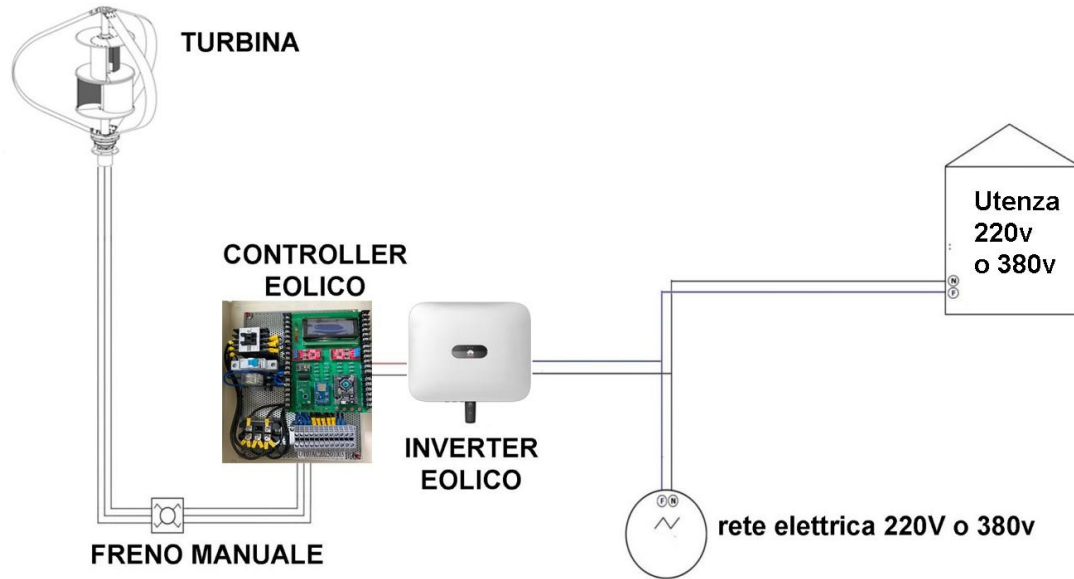 TURBINA
CONTROLLER
EOLICO
INVERTER
EOLICO
FRENO MANUALE
Utenza
220v
o 380v
N
F
F N
rete elettrica 220V o 380v